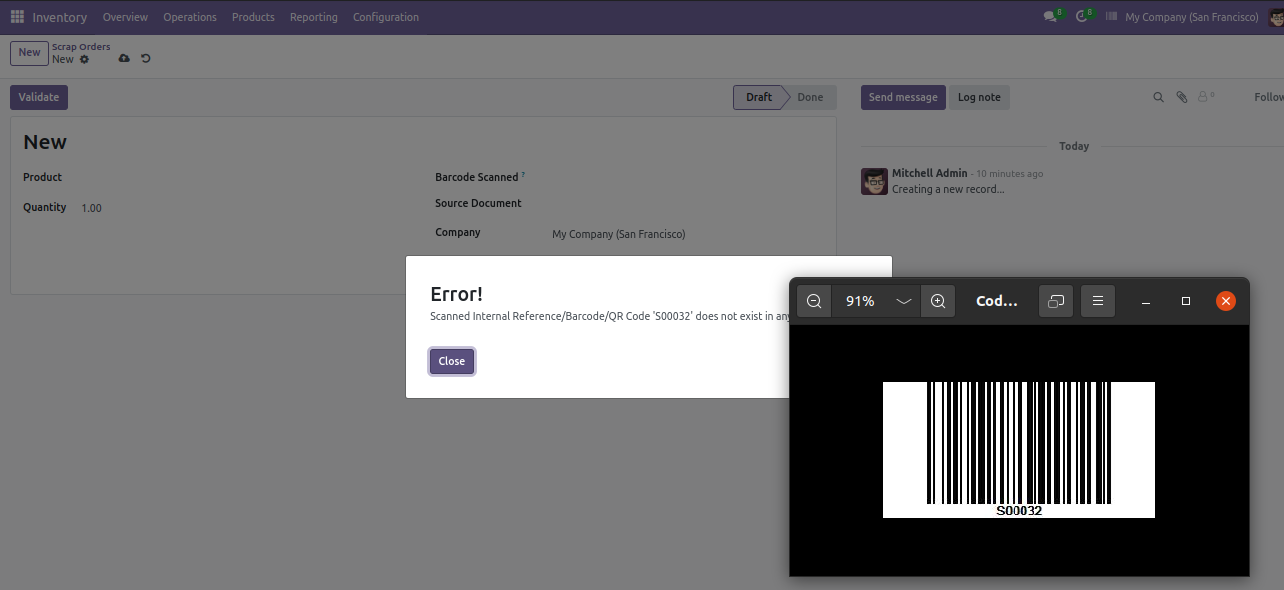 Inventory Overview Operations Products Reporting Configuration 8 8 My Company (San Francisco)
New Scrap Orders
New
Validate Draft Done Send message Log note 0 Follow
New
Today
Product Barcode Scanned ?
Mitchell Admin - 10 minutes ago
Creating a new record...
Quantity 1.00 Source Document
Company My Company (San Francisco)
Error!
Scanned Internal Reference/Barcode/QR Code 'S00032' does not exist in any
Close
91% Cod...
S00032